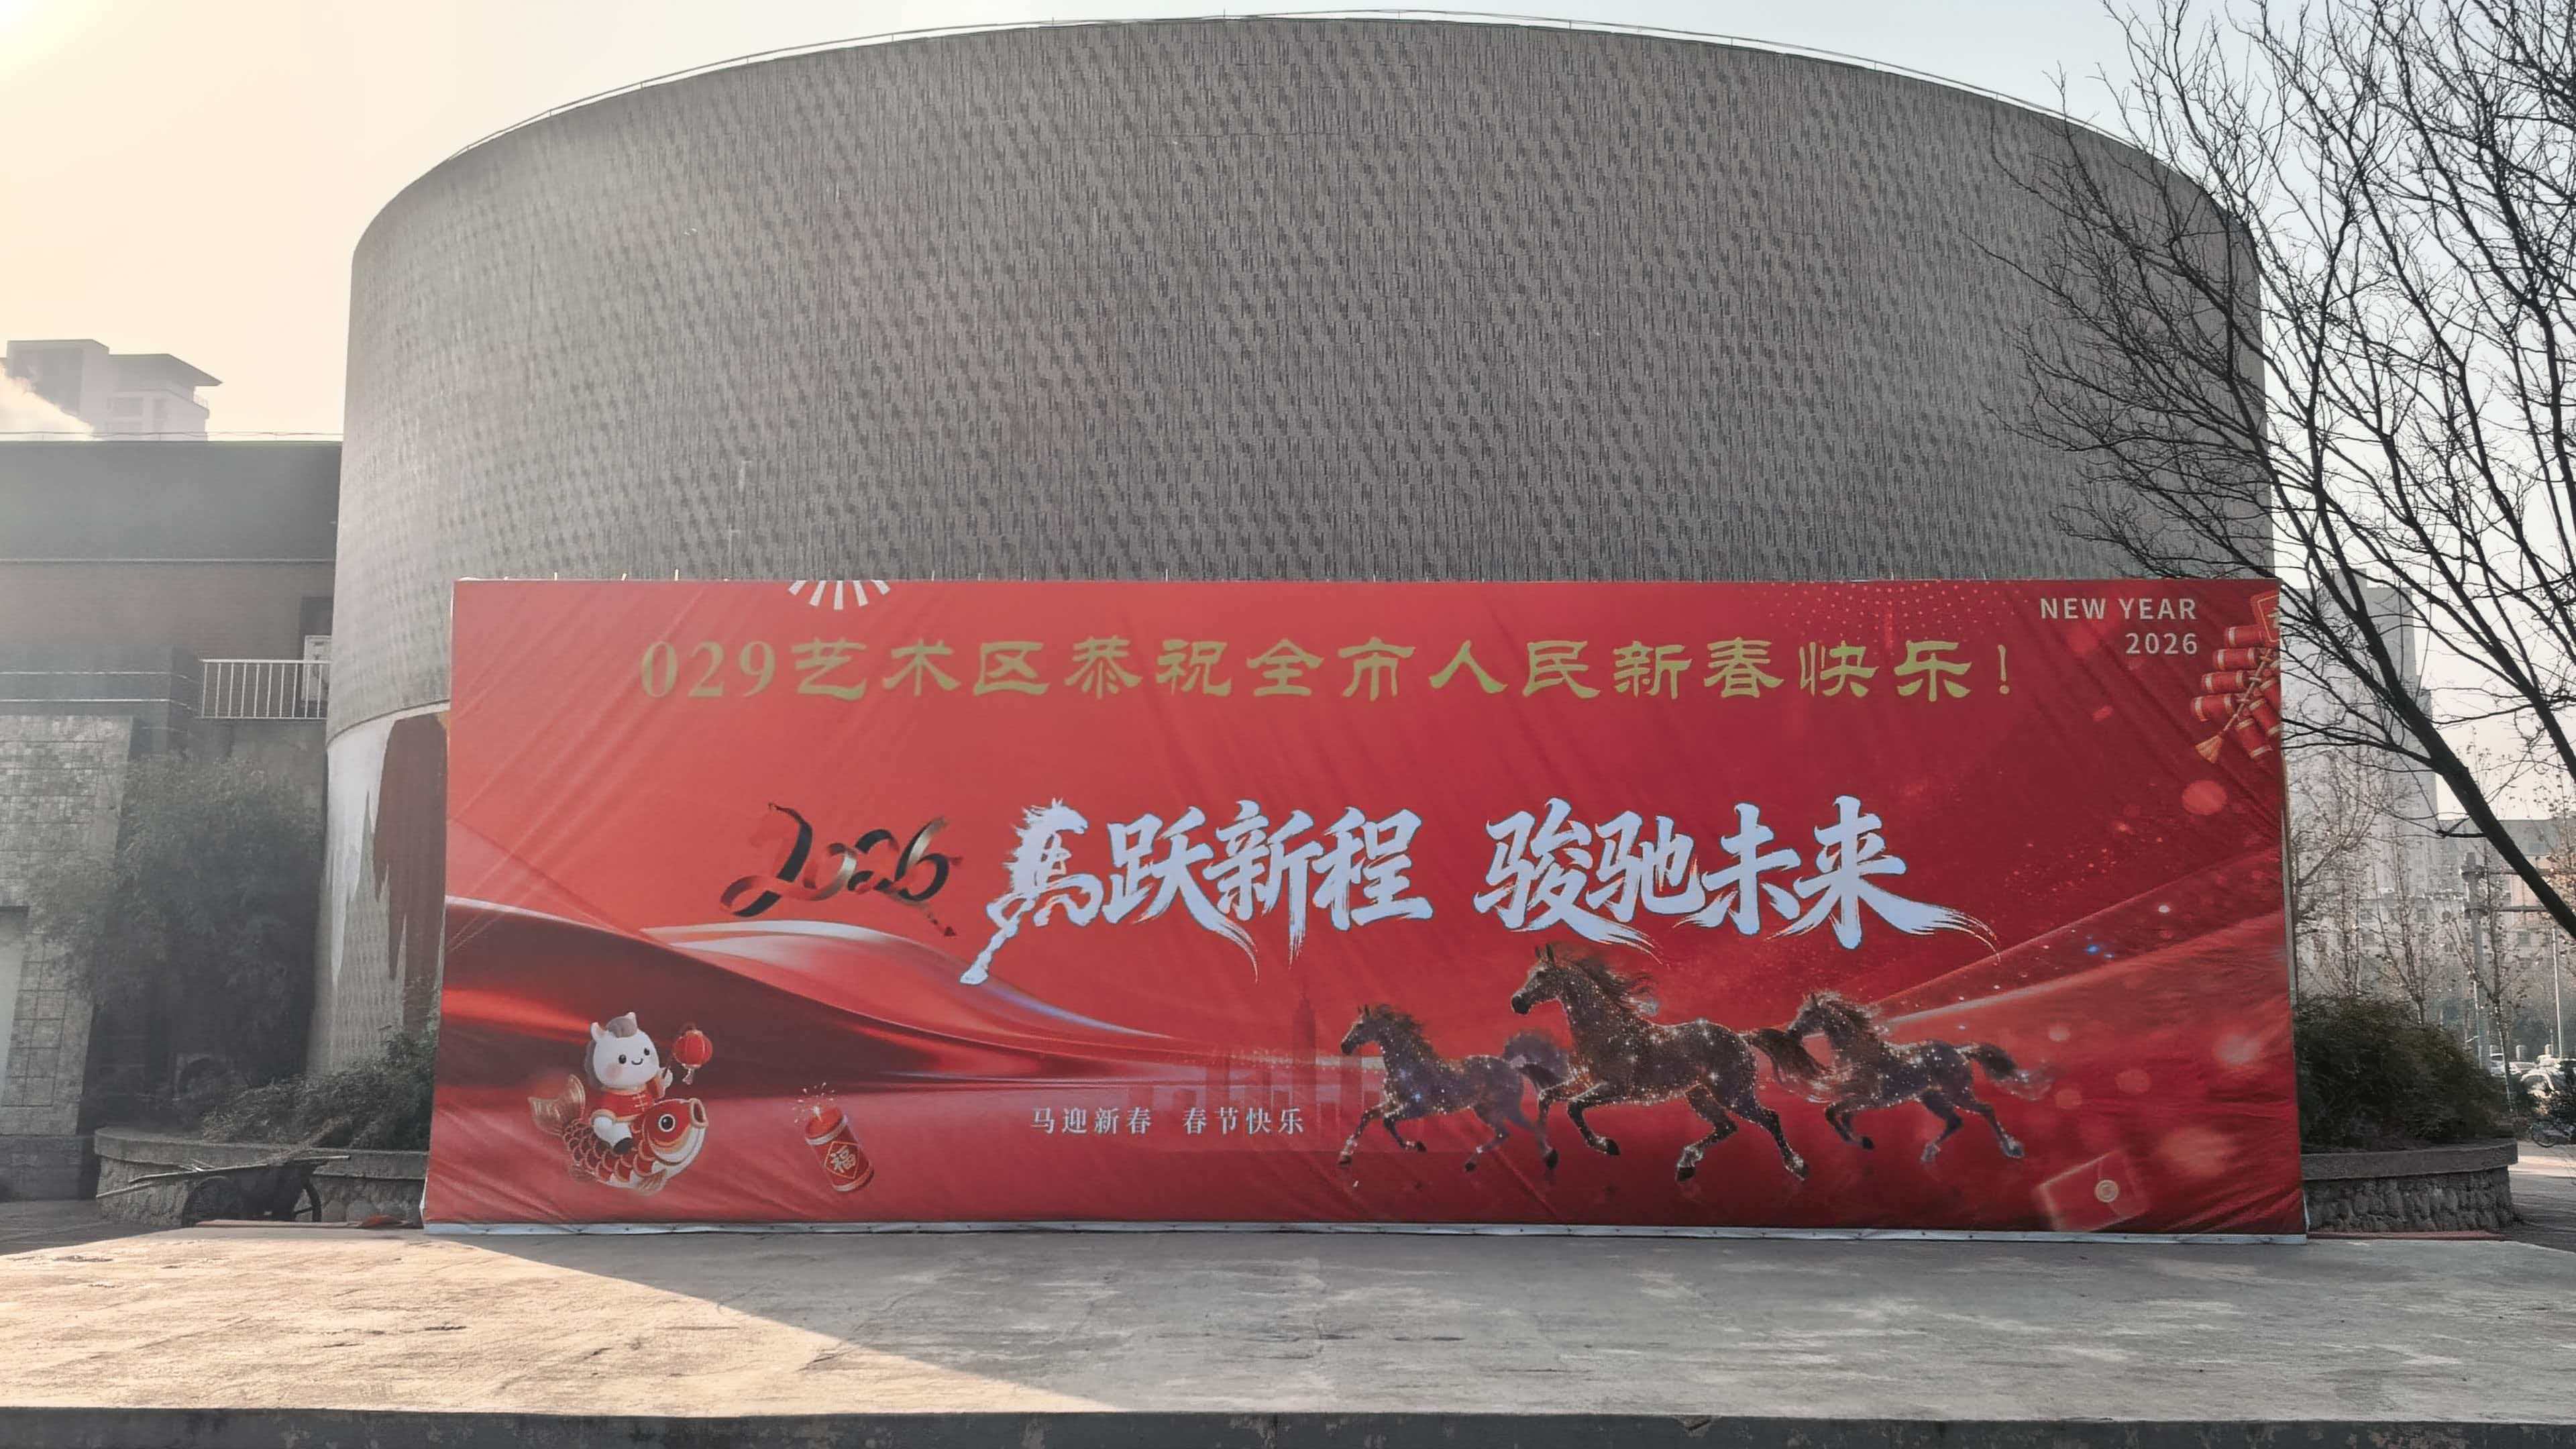 NEW YEAR
2026
029艺术区恭祝全市人民新春快乐!
2026 馬跃新程 骏驰未来
马迎新春 春节快乐
福